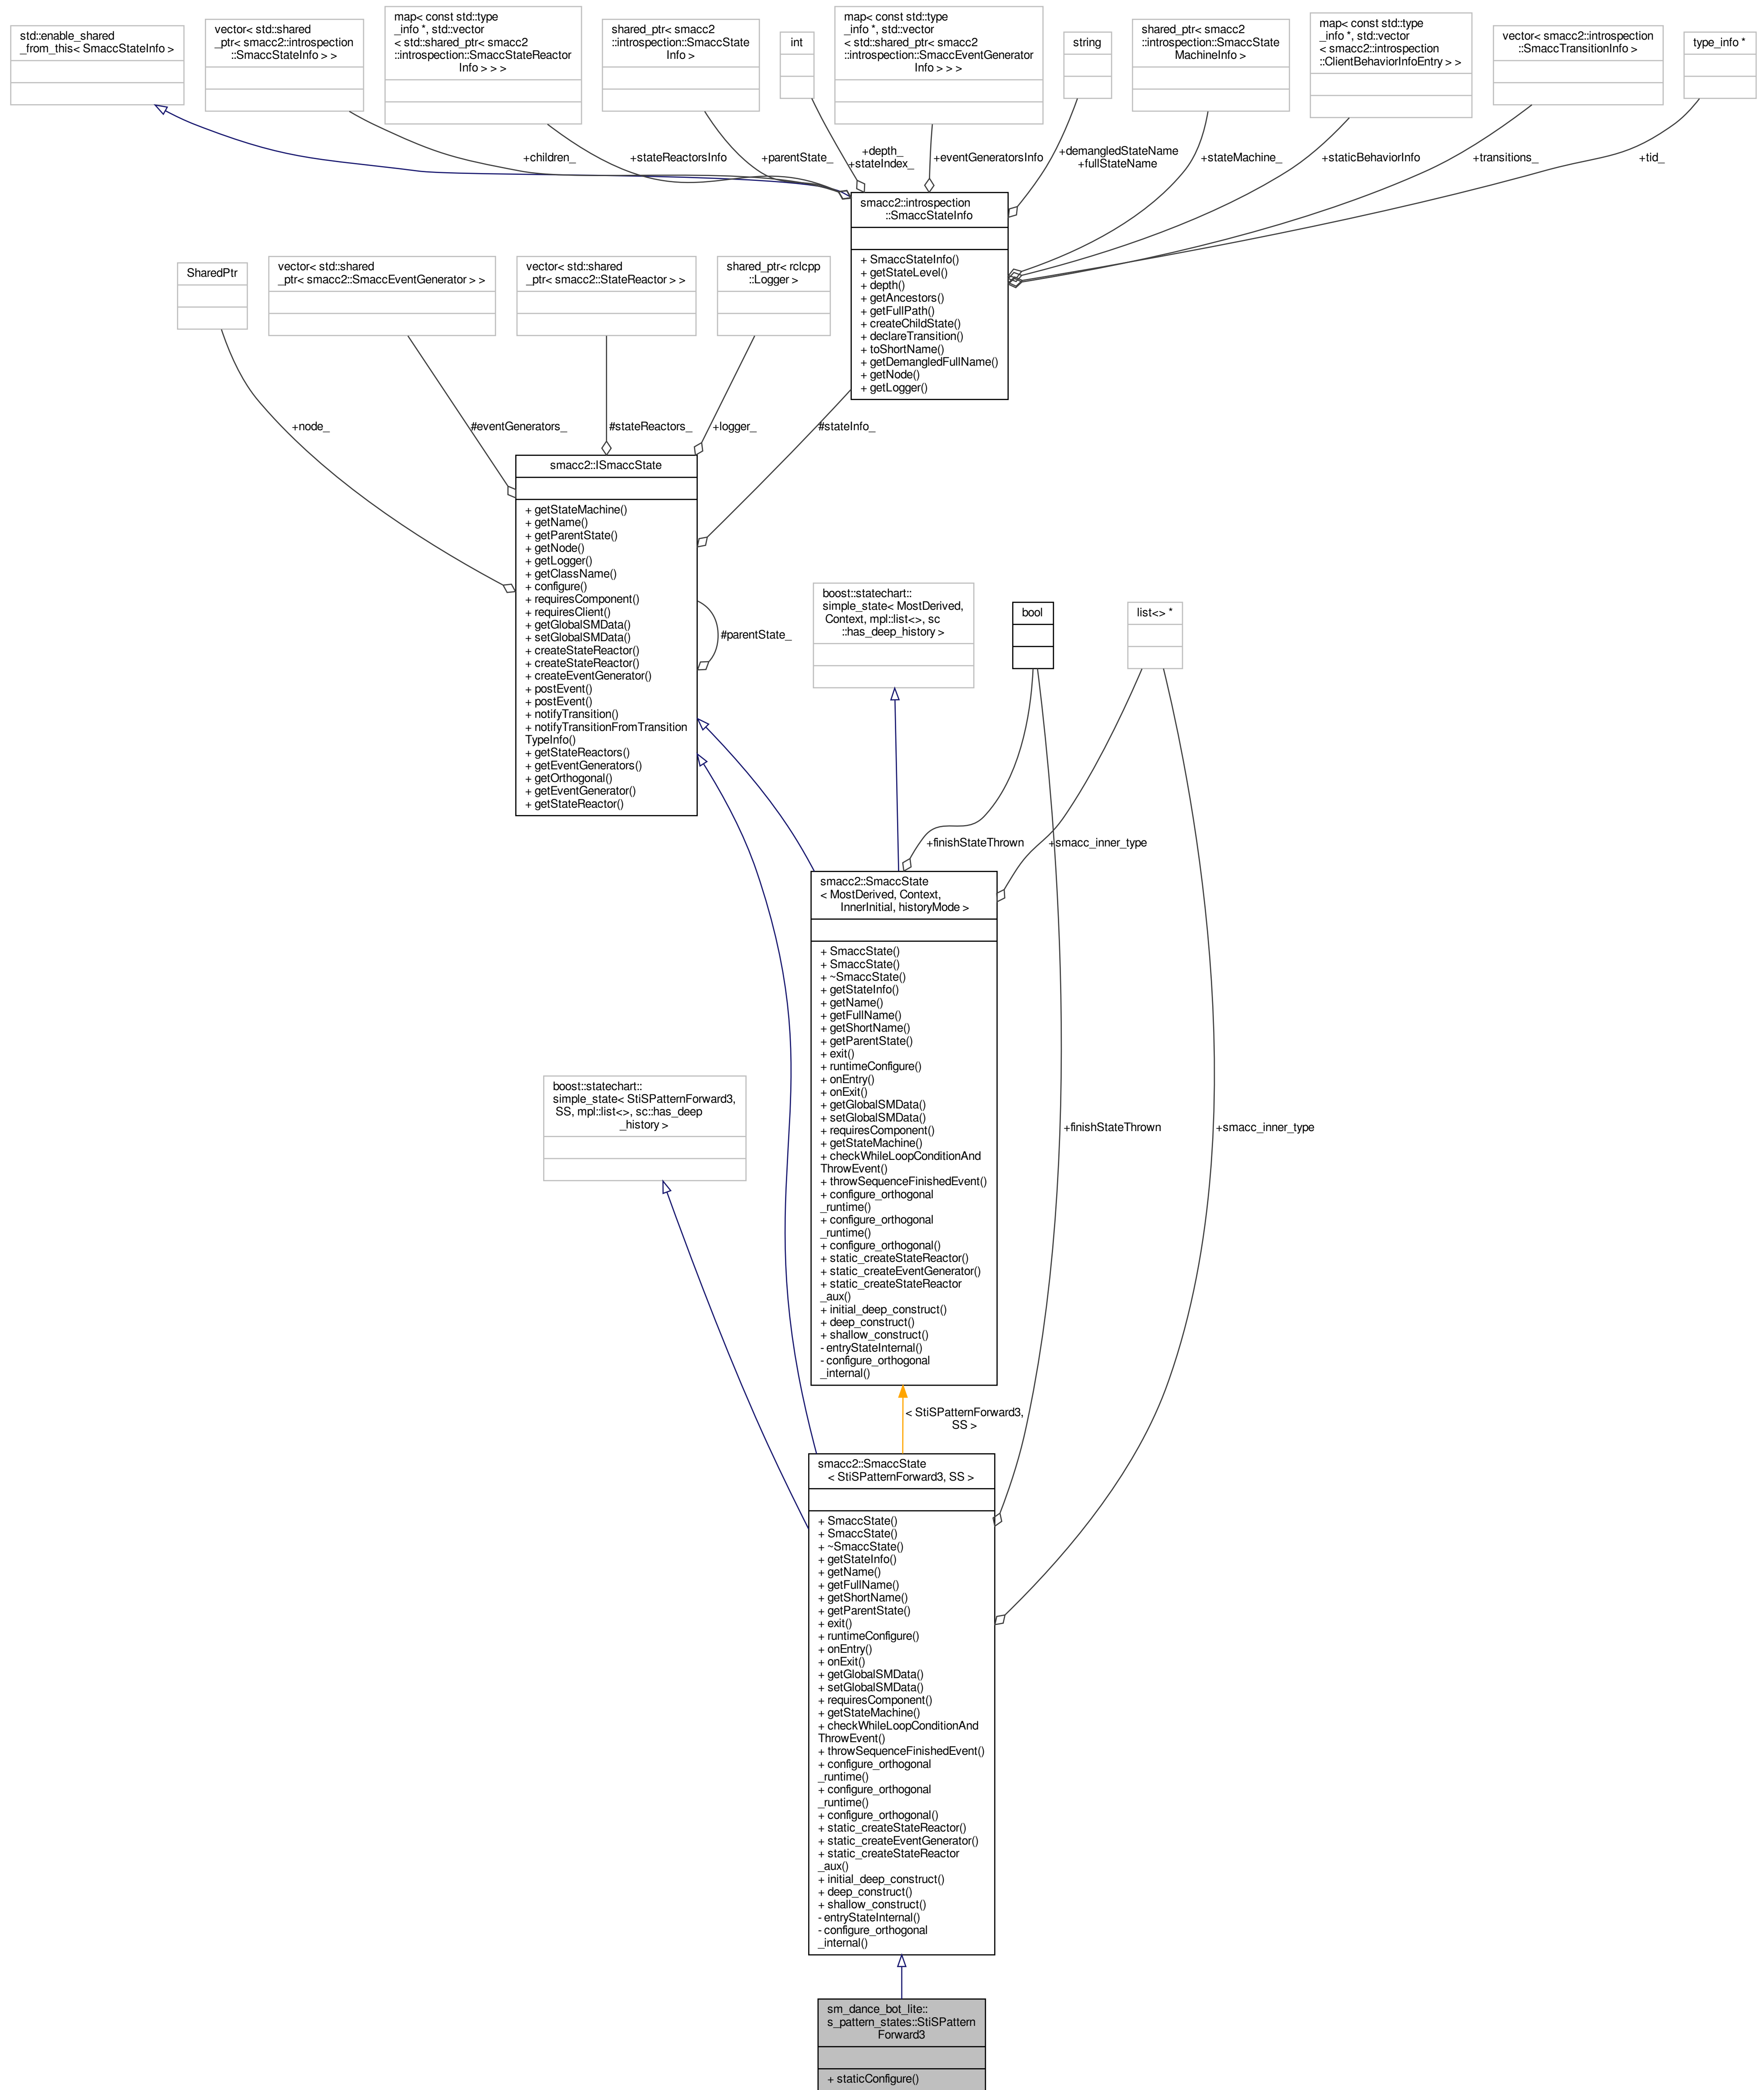 std::enable_shared
_from_this< SmaccStateInfo >
vector< std::shared
_ptr< smacc2::introspection
::SmaccStateInfo > >
map< const std::type
_info *, std::vector
< std::shared_ptr< smacc2
::introspection::SmaccStateReactor
Info > > >
shared_ptr< smacc2
::introspection::SmaccState
Info >
int
map< const std::type
_info *, std::vector
< std::shared_ptr< smacc2
::introspection::SmaccEventGenerator
Info > > >
string
shared_ptr< smacc2
::introspection::SmaccState
MachineInfo >
map< const std::type
_info *, std::vector
< smacc2::introspection
::ClientBehaviorInfoEntry > >
vector< smacc2::introspection
::SmaccTransitionInfo >
type_info *
+children_
+stateReactorsInfo
+parentState_
+depth_
+stateIndex_
+eventGeneratorsInfo
+demangledStateName
+fullStateName
+stateMachine_
+staticBehaviorInfo
+transitions_
+tid_
smacc2::introspection
::SmaccStateInfo
+ SmaccStateInfo()
+ getStateLevel()
+ depth()
+ getAncestors()
+ getFullPath()
+ createChildState()
+ declareTransition()
+ toShortName()
+ getDemangledFullName()
+ getNode()
+ getLogger()
SharedPtr
vector< std::shared
_ptr< smacc2::SmaccEventGenerator > >
vector< std::shared
_ptr< smacc2::StateReactor > >
shared_ptr< rclcpp
::Logger >
+node_
#eventGenerators_
#stateReactors_
+logger_
#stateInfo_
smacc2::ISmaccState
+ getStateMachine()
+ getName()
+ getParentState()
+ getNode()
+ getLogger()
+ getClassName()
+ configure()
+ requiresComponent()
+ requiresClient()
+ getGlobalSMData()
+ setGlobalSMData()
+ createStateReactor()
+ createStateReactor()
+ createEventGenerator()
+ postEvent()
+ postEvent()
+ notifyTransition()
+ notifyTransitionFromTransition
TypeInfo()
+ getStateReactors()
+ getEventGenerators()
+ getOrthogonal()
+ getEventGenerator()
+ getStateReactor()
#parentState_
boost::statechart::
simple_state< MostDerived,
Context, mpl::list<>, sc
::has_deep_history >
bool
list<> *
+finishStateThrown
+smacc_inner_type
smacc2::SmaccState
< MostDerived, Context,
InnerInitial, historyMode >
+ SmaccState()
+ SmaccState()
+ ~SmaccState()
+ getStateInfo()
+ getName()
+ getFullName()
+ getShortName()
+ getParentState()
+ exit()
+ runtimeConfigure()
+ onEntry()
+ onExit()
+ getGlobalSMData()
+ setGlobalSMData()
+ requiresComponent()
+ getStateMachine()
+ checkWhileLoopConditionAnd
ThrowEvent()
+ throwSequenceFinishedEvent()
+ configure_orthogonal
_runtime()
+ configure_orthogonal
_runtime()
+ configure_orthogonal()
+ static_createStateReactor()
+ static_createEventGenerator()
+ static_createStateReactor
_aux()
+ initial_deep_construct()
+ deep_construct()
+ shallow_construct()
- entryStateInternal()
- configure_orthogonal
_internal()
boost::statechart::
simple_state< StiSPatternForward3,
SS, mpl::list<>, sc::has_deep
_history >
+finishStateThrown
+smacc_inner_type
< StiSPatternForward3,
SS >
smacc2::SmaccState
< StiSPatternForward3, SS >
+ SmaccState()
+ SmaccState()
+ ~SmaccState()
+ getStateInfo()
+ getName()
+ getFullName()
+ getShortName()
+ getParentState()
+ exit()
+ runtimeConfigure()
+ onEntry()
+ onExit()
+ getGlobalSMData()
+ setGlobalSMData()
+ requiresComponent()
+ getStateMachine()
+ checkWhileLoopConditionAnd
ThrowEvent()
+ throwSequenceFinishedEvent()
+ configure_orthogonal
_runtime()
+ configure_orthogonal
_runtime()
+ configure_orthogonal()
+ static_createStateReactor()
+ static_createEventGenerator()
+ static_createStateReactor
_aux()
+ initial_deep_construct()
+ deep_construct()
+ shallow_construct()
- entryStateInternal()
- configure_orthogonal
_internal()
sm_dance_bot_lite::
s_pattern_states::StiSPattern
Forward3
+ staticConfigure()